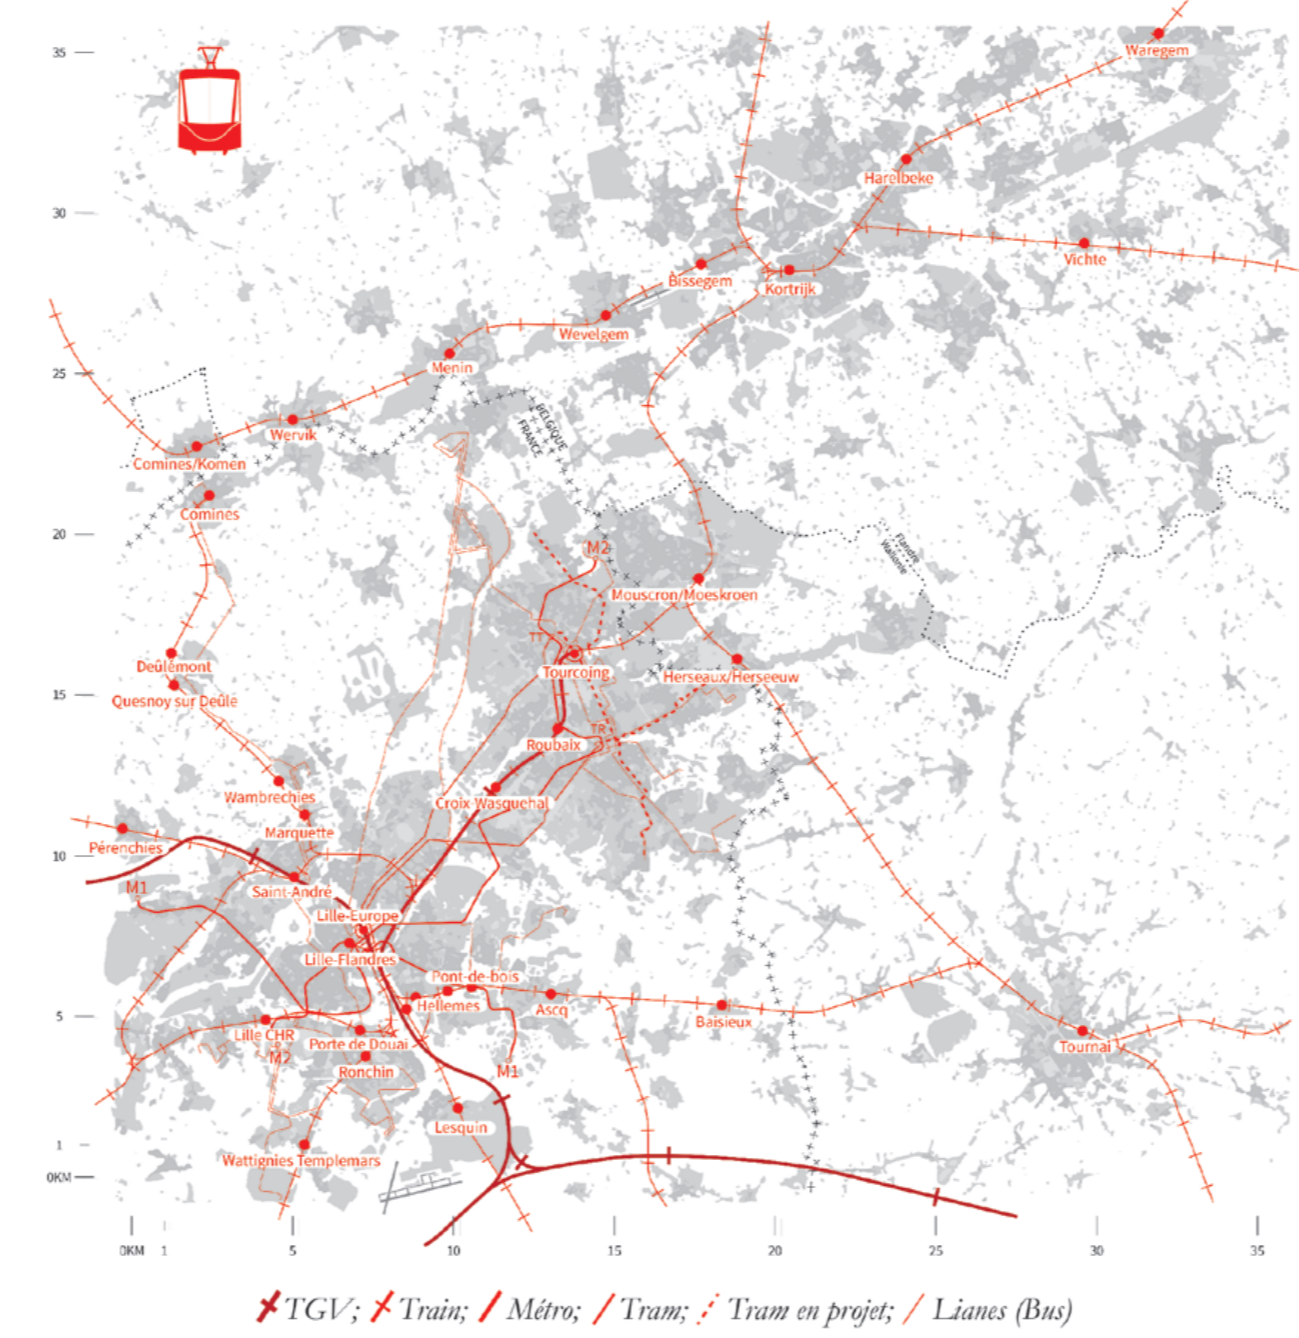 35
Waregem
Harelbeke
30
Vichte
Bissegem
Kortrijk
Wevelgem
Menin
25
BELGIQUE
FRANCE
Wervik
Comines/Komen
Comines
20
Flandre
Wallonie
M2
Mouscron/Moeskroen
TT
Deûlémont
Tourcoing
Herseaux/Herseeuw
15
Quesnoy sur Deûle
TR
Roubaix
Wambrechies
Croix-Wasquehal
Marquette
Pérenchies
10
M1
Saint-André
Lille-Europe
Lille-Flandres
Pont-de-bois
Hellemes
Ascq
5
Baisieux
Lille CHR
Porte de Douai
Tournai
M2
Ronchin
M1
Lesquin
1
Wattignies Templemars
0KM
0KM 1 5 10 15 20 25 30 35
TGV; Train; Métro; Tram; Tram en projet; Lianes (Bus)